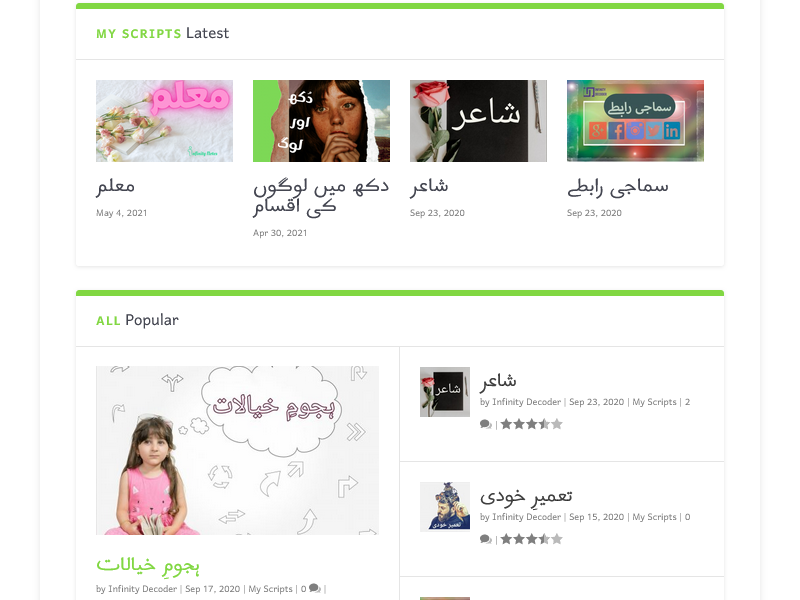 MY SCRIPTS Latest
معلم
Infinity Notes
دُکھ
اور
لوگ
شاعر
سماجی رابطے
معلم
May 4, 2021
دکھ میں لوگوں
کی اقسام
Apr 30, 2021
شاعر
Sep 23, 2020
سماجی رابطے
Sep 23, 2020
ALL Popular
ہجومِ خیالات
ہجومِ خیالات
by Infinity Decoder | Sep 17, 2020 | My Scripts | 0 |
شاعر
شاعر
by Infinity Decoder | Sep 23, 2020 | My Scripts | 2
|
تعمیرِ خودی
تعمیرِ خودی
by Infinity Decoder | Sep 15, 2020 | My Scripts | 0
|